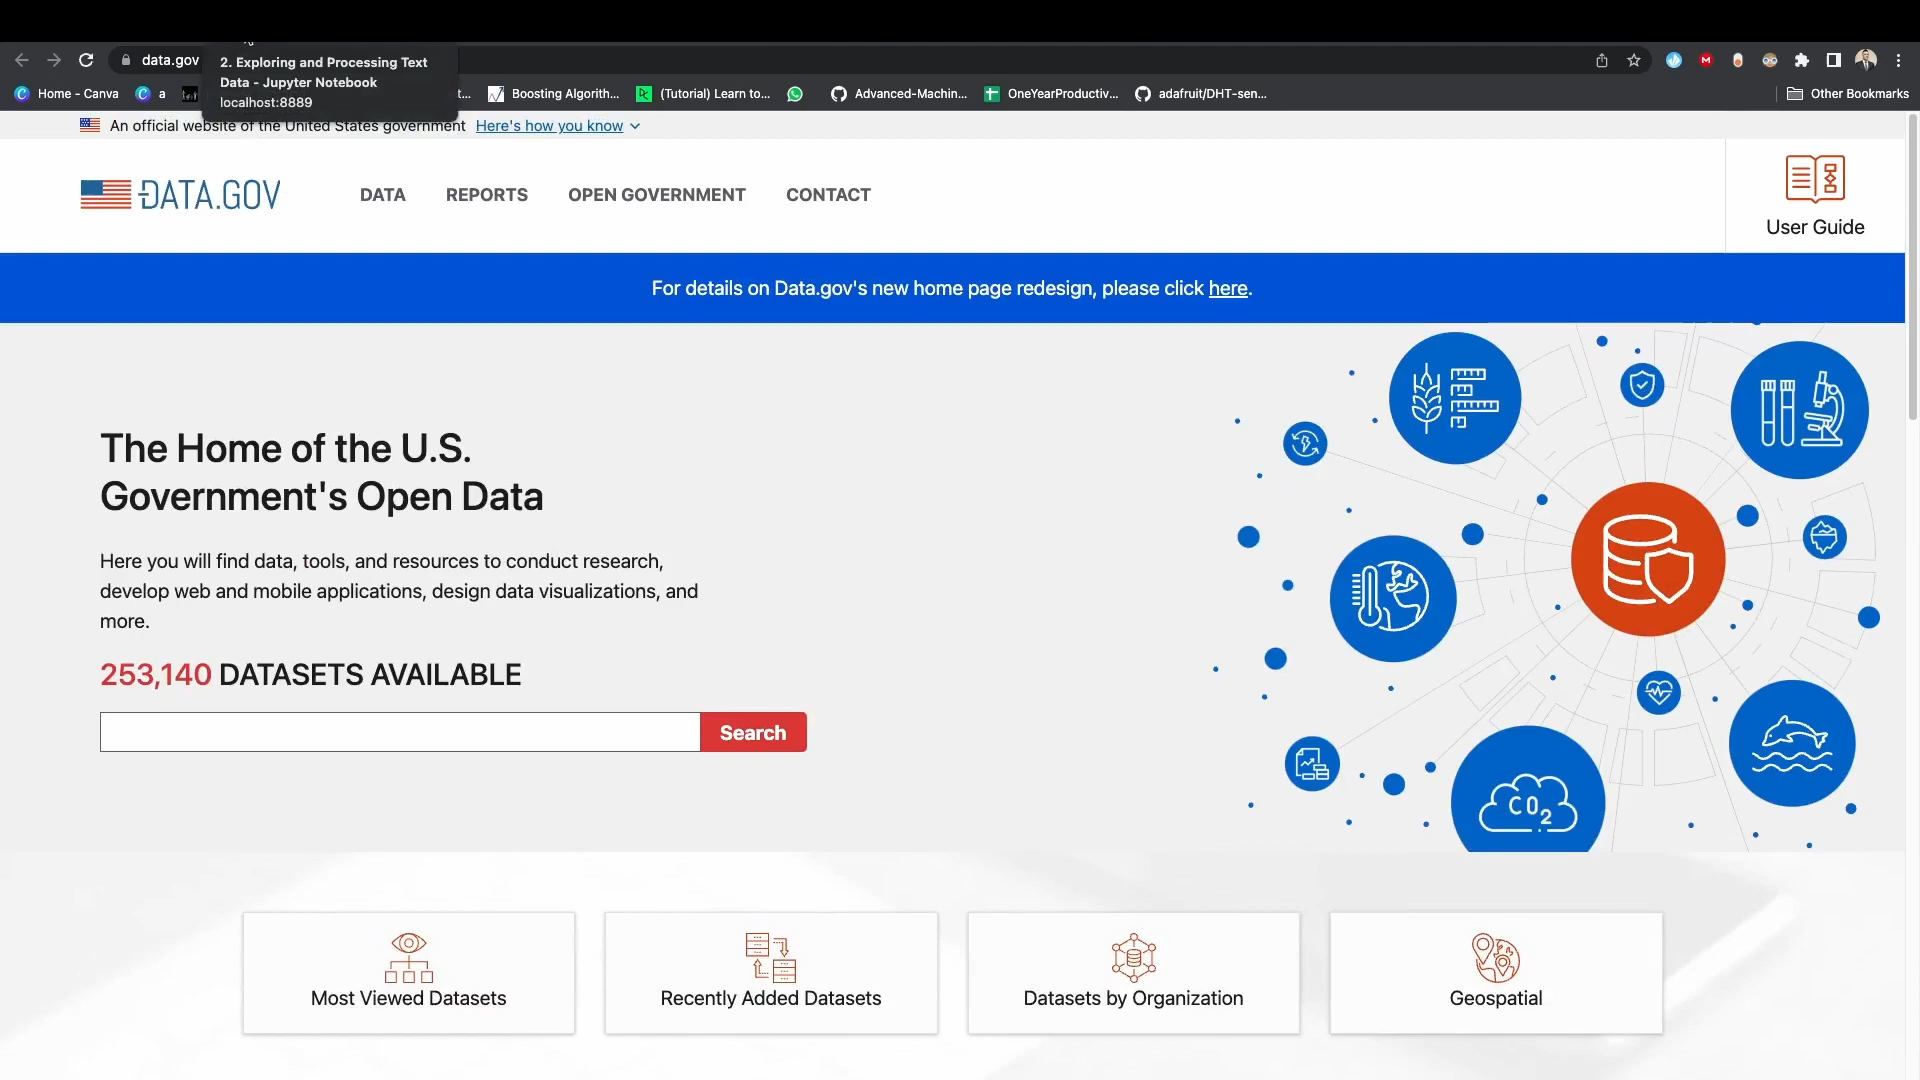 data.gov
2. Exploring and Processing Text
Data - Jupyter Notebook
localhost:8889
Home - Canva
a
t...
Boosting Algorith...
(Tutorial) Learn to...
Advanced-Machin...
OneYearProductiv...
adafruit/DHT-sen...
Other Bookmarks
An official website of the United States government Here's how you know
DATA.GOV
DATA
REPORTS
OPEN GOVERNMENT
CONTACT
User Guide
For details on Data.gov's new home page redesign, please click here.
The Home of the U.S.
Government's Open Data
Here you will find data, tools, and resources to conduct research,
develop web and mobile applications, design data visualizations, and
more.
253,140 DATASETS AVAILABLE
Search
CO2
Most Viewed Datasets
Recently Added Datasets
Datasets by Organization
Geospatial